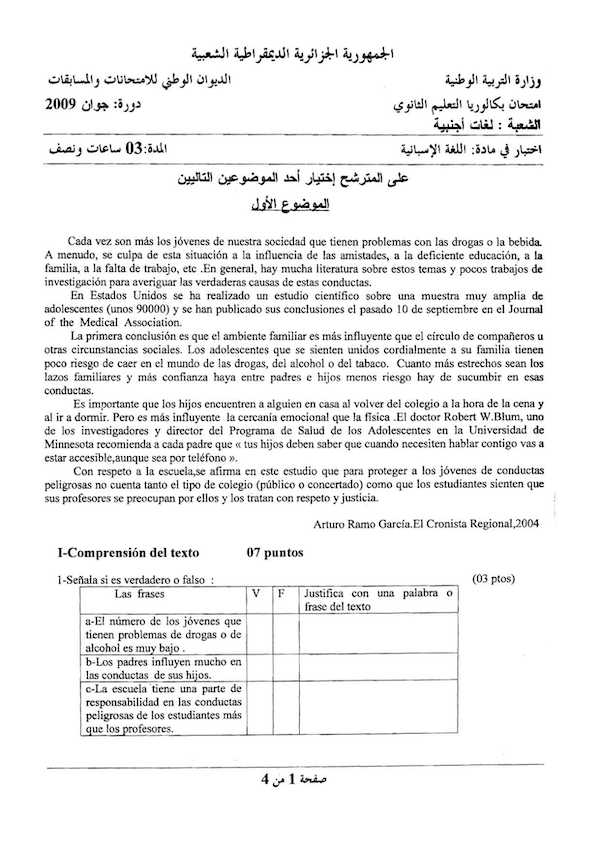 الجمهورية الجزائرية الديمقراطية الشعبية
وزارة التربية الوطنية الديوان الوطني للامتحانات والمسابقات
امتحان بكالوريا التعليم الثانوي دورة: جوان 2009
الشعبة : لغات أجنبية
اختبار في مادة: اللغة الإسبانية المدة:03 ساعات ونصف
على المترشح إختيار أحد الموضوعين التاليين
الموضوع الأول
Cada vez son más los jóvenes de nuestra sociedad que tienen problemas con las drogas o la bebida.
A menudo, se culpa de esta situación a la influencia de las amistades, a la deficiente educación, a la
familia, a la falta de trabajo, etc .En general, hay mucha literatura sobre estos temas y pocos trabajos de
investigación para averiguar las verdaderas causas de estas conductas.
En Estados Unidos se ha realizado un estudio científico sobre una muestra muy amplia de
adolescentes (unos 90000) y se han publicado sus conclusiones el pasado 10 de septiembre en el Journal
of the Medical Association.
La primera conclusión es que el ambiente familiar es más influyente que el círculo de compañeros u
otras circunstancias sociales. Los adolescentes que se sienten unidos cordialmente a su familia tienen
poco riesgo de caer en el mundo de las drogas, del alcohol o del tabaco. Cuanto más estrechos sean los
lazos familiares y más confianza haya entre padres e hijos menos riesgo hay de sucumbir en esas
conductas.
Es importante que los hijos encuentren a alguien en casa al volver del colegio a la hora de la cena y
al ir a dormir. Pero es más influyente .la cercanía emocional que la física .El doctor Robert W.Blum, uno
de los investigadores y director del Programa de Salud de los Adolescentes en la Universidad de
Minnesota recomienda a cada padre que « tus hijos deben saber que cuando necesiten hablar contigo vas a
estar accesible,aunque sea por teléfono ».
Con respeto a la escuela,se afirma en este estudio que para proteger a los jóvenes de conductas
peligrosas no cuenta tanto el tipo de colegio (público o concertado) como que los estudiantes sienten que
sus profesores se preocupan por ellos y los tratan con respeto y justicia.
Arturo Ramo García.El Cronista Regional,2004
I-Comprensión del texto 07 puntos
1-Señala si es verdadero o falso : (03 ptos)
Las frases V F Justifica con una palabra o
frase del texto
a-El número de los jóvenes que
tienen problemas de drogas o de
alcohol es muy bajo .
b-Los padres influyen mucho en
las conductas de sus hijos.
c-La escuela tiene una parte de
responsabilidad en las conductas
peligrosas de los estudiantes más
que los profesores.
صفحة 1 من 4